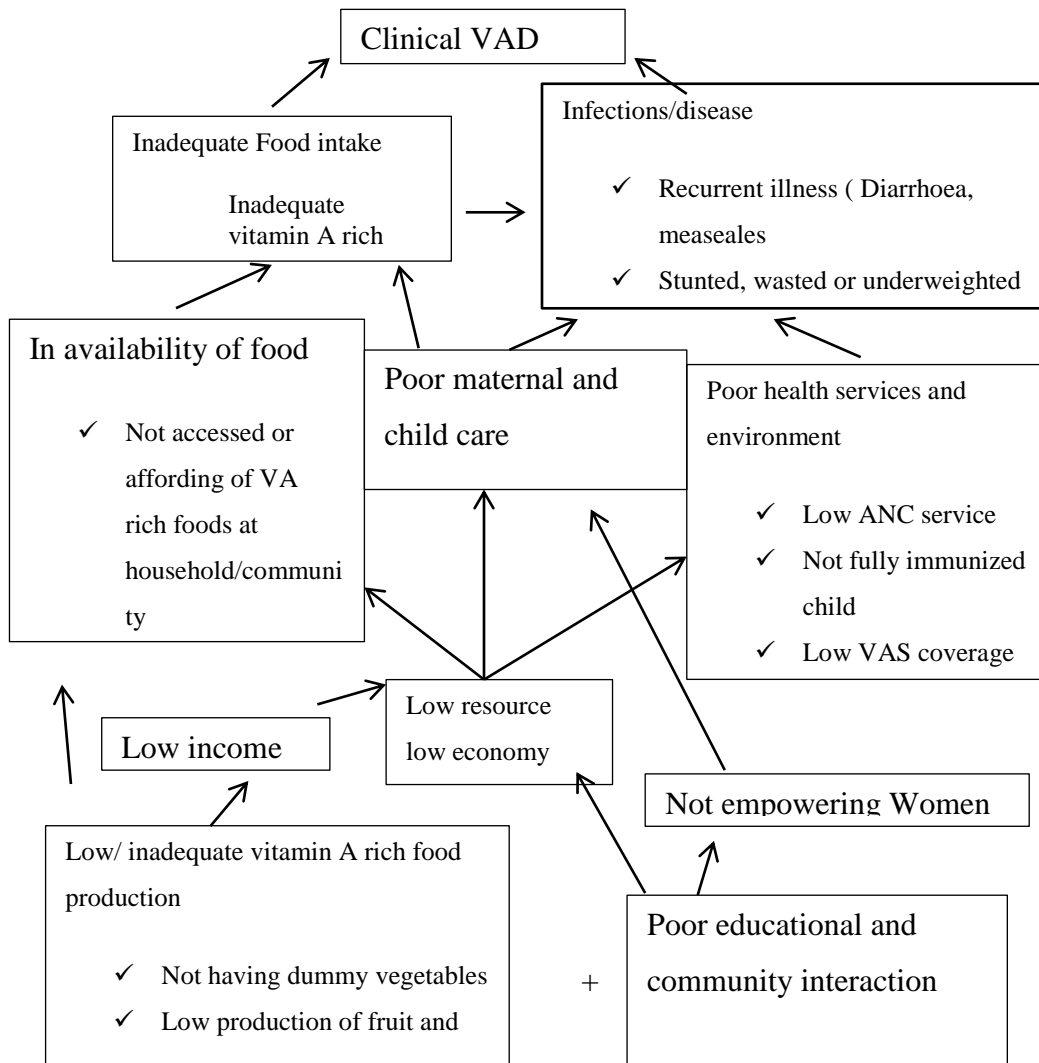 Clinical VAD
Inadequate Food intake
Inadequate
vitamin A rich
Infections/disease
✓ Recurrent illness ( Diarrhoea,
measeales
✓ Stunted, wasted or underweighted
In availability of food
✓ Not accessed or
affording of VA
rich foods at
household/communi
ty
Poor maternal and
child care
Poor health services and
environment
✓ Low ANC service
✓ Not fully immunized
child
✓ Low VAS coverage
Low income
Low resource
low economy
Not empowering Women
Low/ inadequate vitamin A rich food
production
✓ Not having dummy vegetables
✓ Low production of fruit and
+
Poor educational and
community interaction